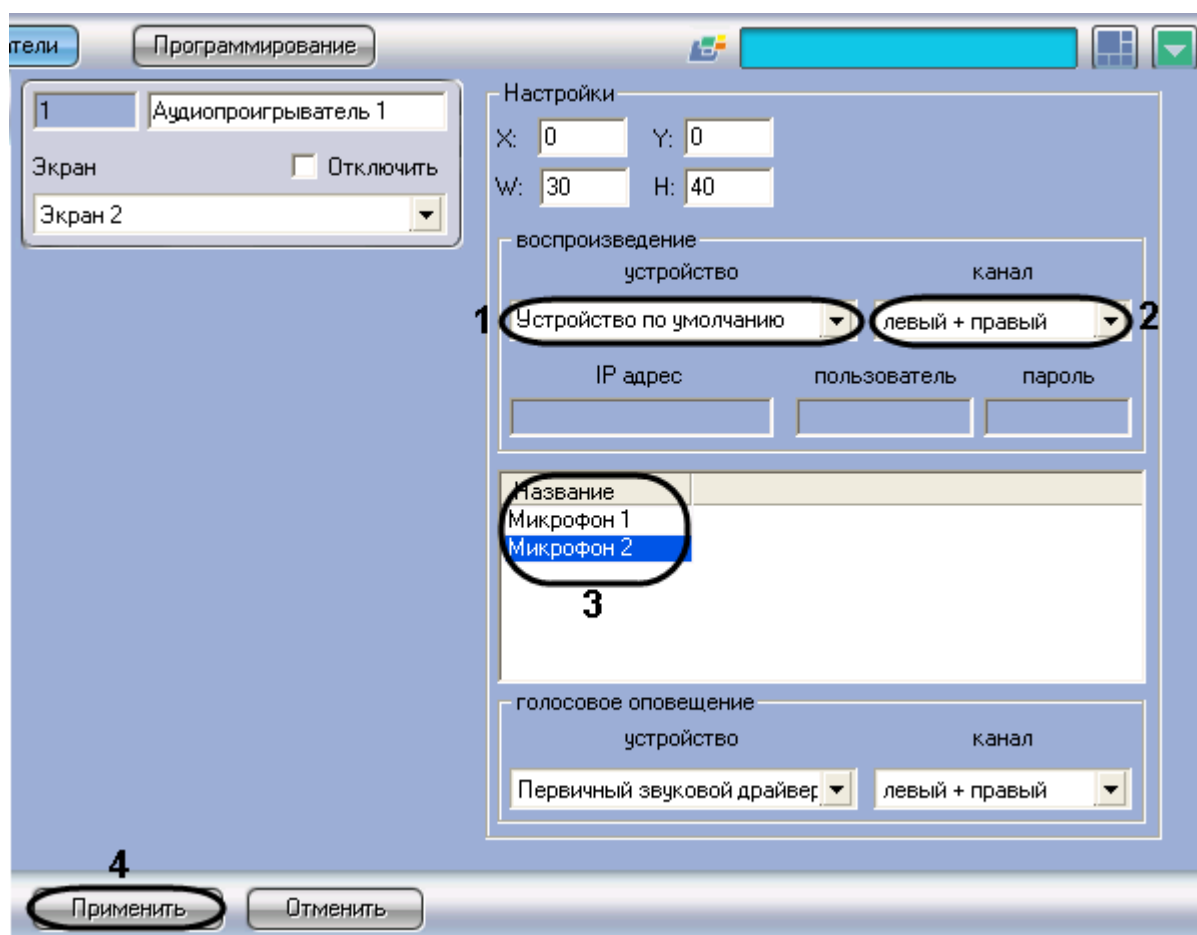 тели Программирование
1 Аудиопроигрыватель 1
Экран Отключить
Экран 2
Настройки
X: 0 Y: 0
W: 30 H: 40
воспроизведение
устройство канал
1 Устройство по умолчанию левый + правый 2
IP адрес пользователь пароль
Название
Микрофон 1
Микрофон 2
3
голосовое оповещение
устройство канал
Первичный звуковой драйвер левый + правый
4
Применить Отменить